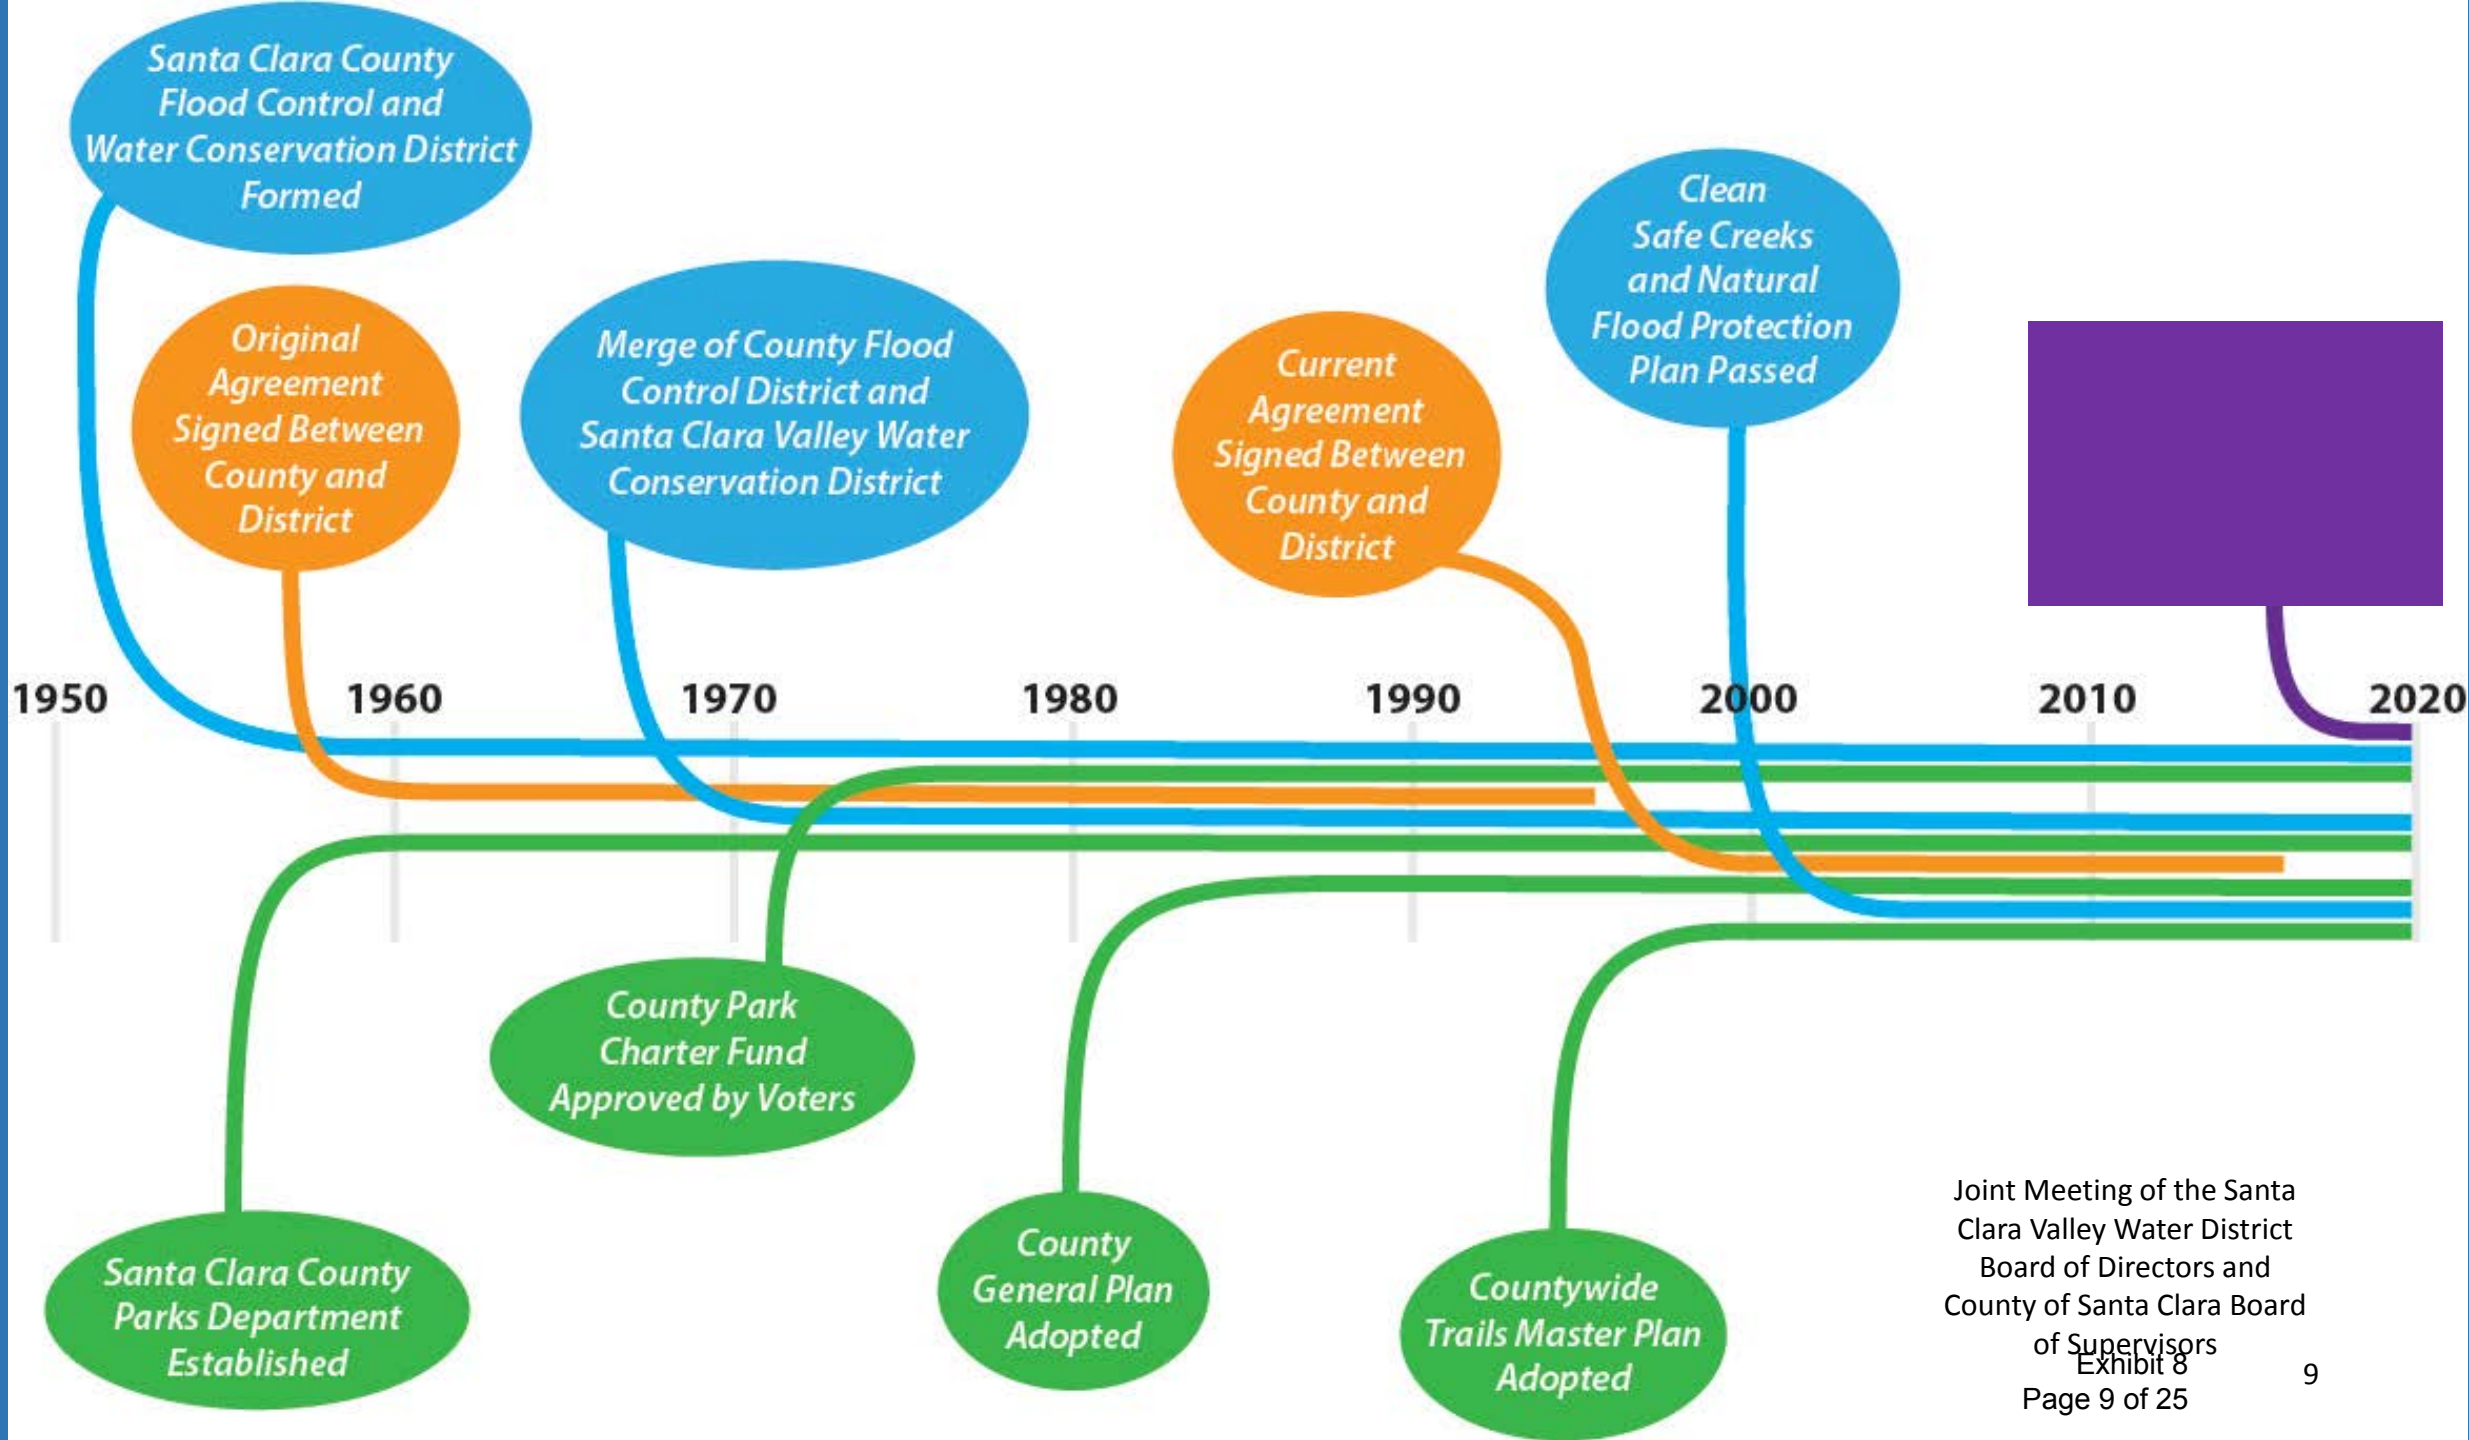 Santa Clara County
Flood Control and
Water Conservation District
Formed
Original
Agreement
Signed Between
County and
District
Merge of County Flood
Control District and
Santa Clara Valley Water
Conservation District
Current
Agreement
Signed Between
County and
District
Clean
Safe Creeks
and Natural
Flood Protection
Plan Passed
1950
1960
1970
1980
1990
2000
2010
2020
County Park
Charter Fund
Approved by Voters
Santa Clara County
Parks Department
Established
County
General Plan
Adopted
Countywide
Trails Master Plan
Adopted
Joint Meeting of the Santa
Clara Valley Water District
Board of Directors and
County of Santa Clara Board
of Supervisors
Exhibit 8
Page 9 of 25
9